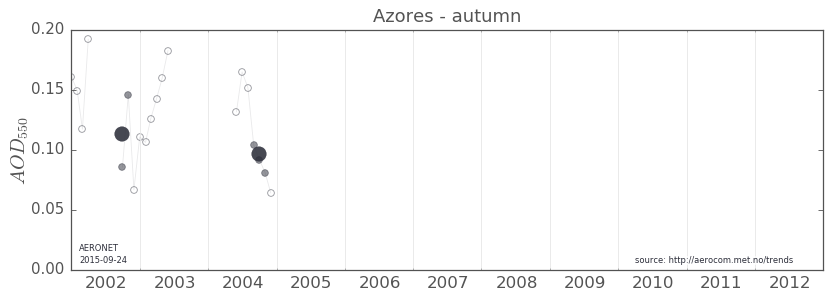 Azores - autumn
0.20
0.15
0.10
0.05
0.00
AOD550
AERONET
2015-09-24
source: http://aerocom.met.no/trends
2002 2003 2004 2005 2006 2007 2008 2009 2010 2011 2012